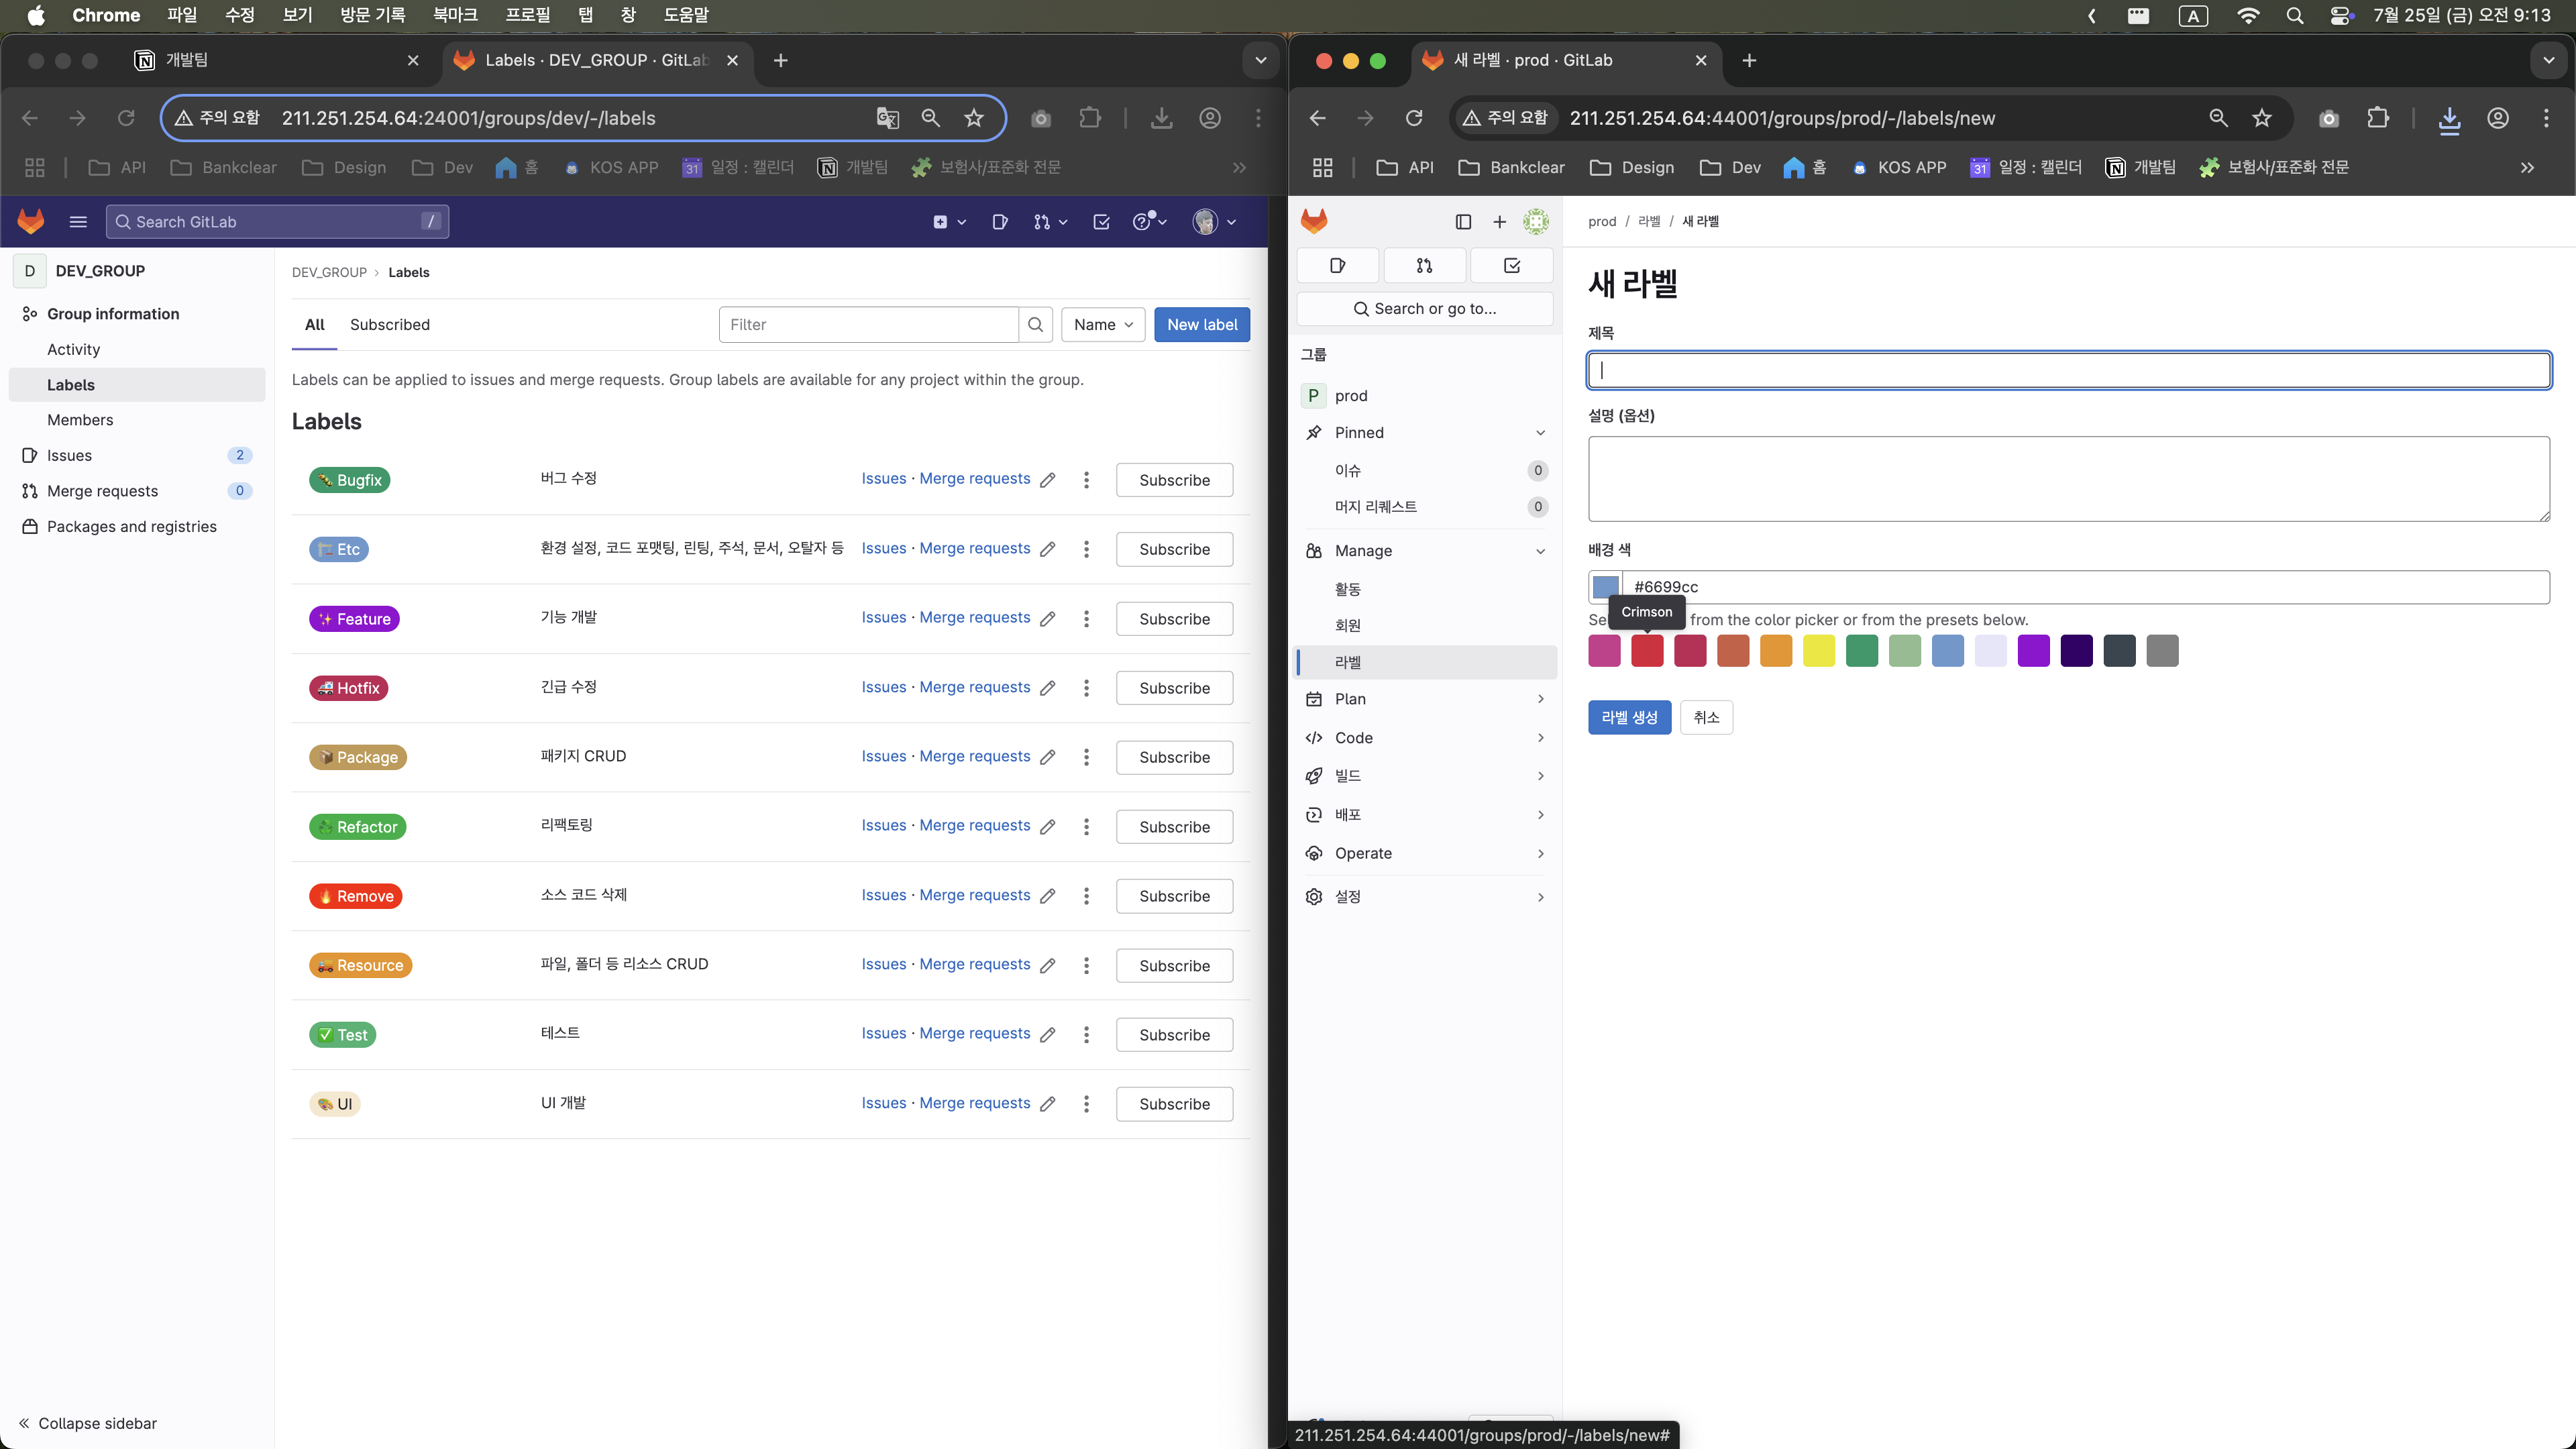 Chrome 파일 수정 보기 방문 기록 북마크 프로필 탭 창 도움말 A 7월 25일 (금) 오전 9:13
개발팀 Labels · DEV_GROUP · GitLab
주의 요함 211.251.254.64:24001/groups/dev/-/labels
API Bankclear Design Dev 홈 KOS APP 31 일정 : 캘린더 개발팀 보험사/표준화 전문
Search GitLab /
D DEV_GROUP
Group information
Activity
Labels
Members
Issues 2
Merge requests 0
Packages and registries
Collapse sidebar
DEV_GROUP › Labels
All Subscribed Filter Name New label
Labels can be applied to issues and merge requests. Group labels are available for any project within the group.
Labels
Bugfix 버그 수정 Issues · Merge requests Subscribe
Etc 환경 설정, 코드 포맷팅, 린팅, 주석, 문서, 오탈자 등 Issues · Merge requests Subscribe
Feature 기능 개발 Issues · Merge requests Subscribe
Hotfix 긴급 수정 Issues · Merge requests Subscribe
Package 패키지 CRUD Issues · Merge requests Subscribe
Refactor 리팩토링 Issues · Merge requests Subscribe
Remove 소스 코드 삭제 Issues · Merge requests Subscribe
Resource 파일, 폴더 등 리소스 CRUD Issues · Merge requests Subscribe
Test 테스트 Issues · Merge requests Subscribe
UI UI 개발 Issues · Merge requests Subscribe
새 라벨 · prod · GitLab
주의 요함 211.251.254.64:44001/groups/prod/-/labels/new
API Bankclear Design Dev 홈 KOS APP 31 일정 : 캘린더 개발팀 보험사/표준화 전문
Search or go to...
그룹
P prod
Pinned
이슈 0
머지 리퀘스트 0
Manage
활동
회원
라벨
Plan
Code
빌드
배포
Operate
설정
prod / 라벨 / 새 라벨
새 라벨
제목
설명 (옵션)
배경 색
#6699cc
Crimson
from the color picker or from the presets below.
라벨 생성 취소
211.251.254.64:44001/groups/prod/-/labels/new#